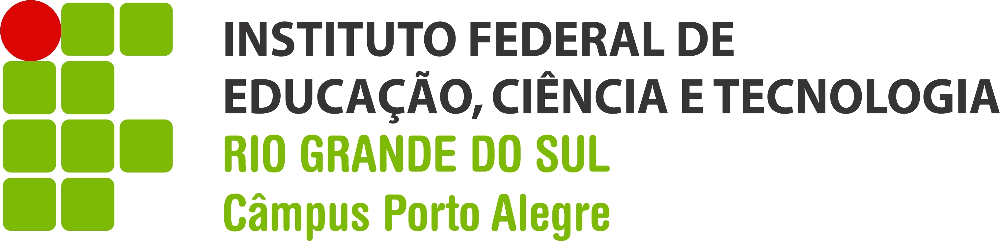 INSTITUTO FEDERAL DE
EDUCAÇÃO, CIÊNCIA E TECNOLOGIA
RIO GRANDE DO SUL
Câmpus Porto Alegre